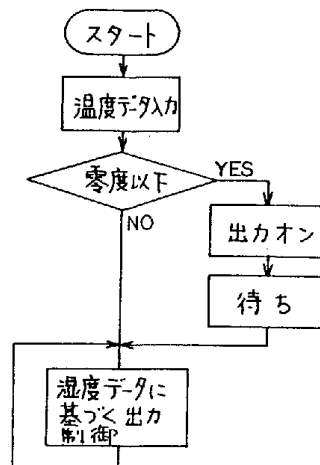 スタート
温度データ入力
零度以下
YES
NO
出力オン
待ち
湿度データに
基づく出力
制御